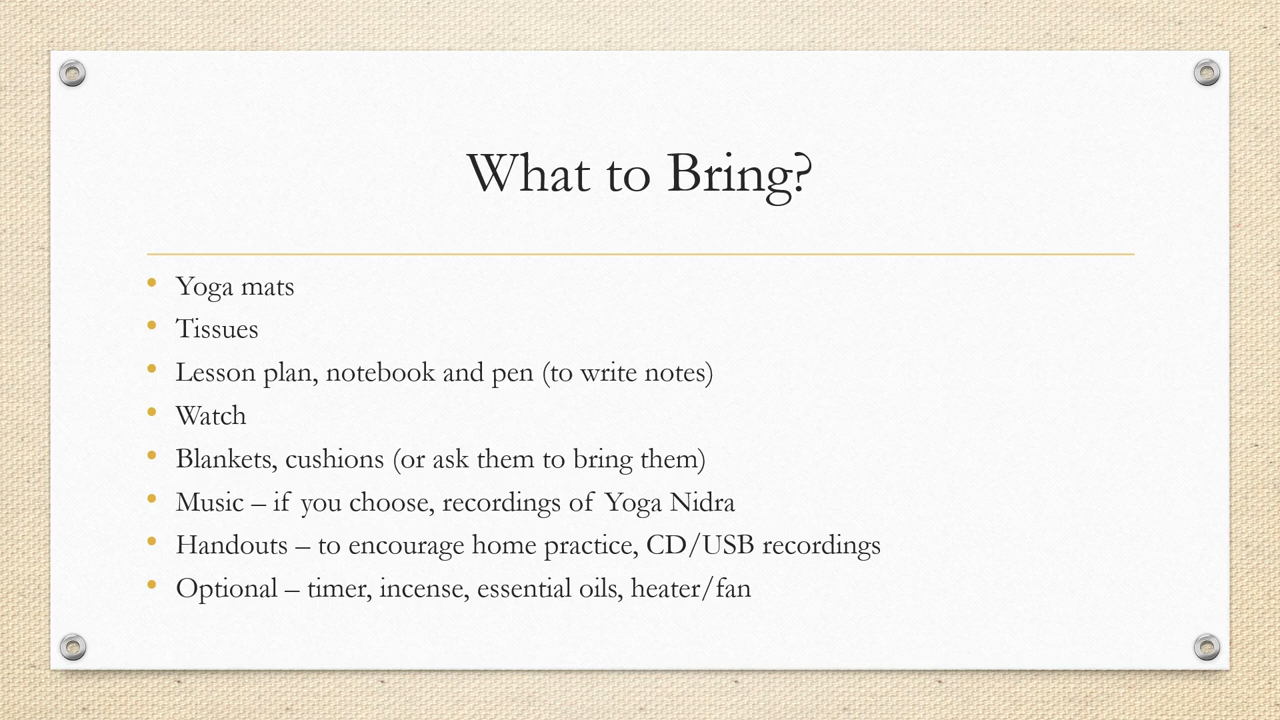 What to Bring?
• Yoga mats
• Tissues
• Lesson plan, notebook and pen (to write notes)
• Watch
• Blankets, cushions (or ask them to bring them)
• Music – if you choose, recordings of Yoga Nidra
• Handouts – to encourage home practice, CD/USB recordings
• Optional – timer, incense, essential oils, heater/fan